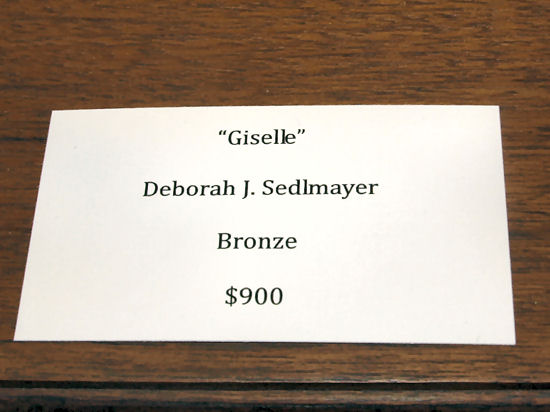 “Giselle”
Deborah J. Sedlmayer
Bronze
$900